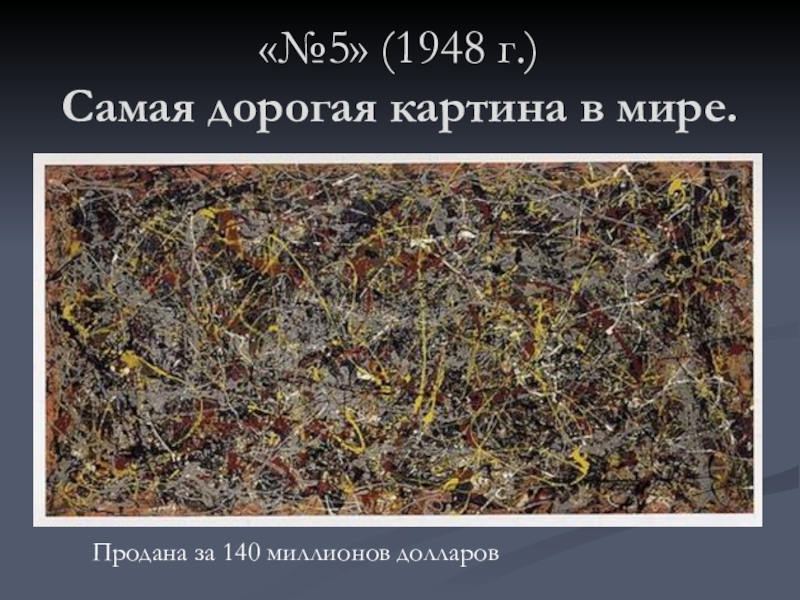 «№5» (1948 г.)
Самая дорогая картина в мире.
Продана за 140 миллионов долларов